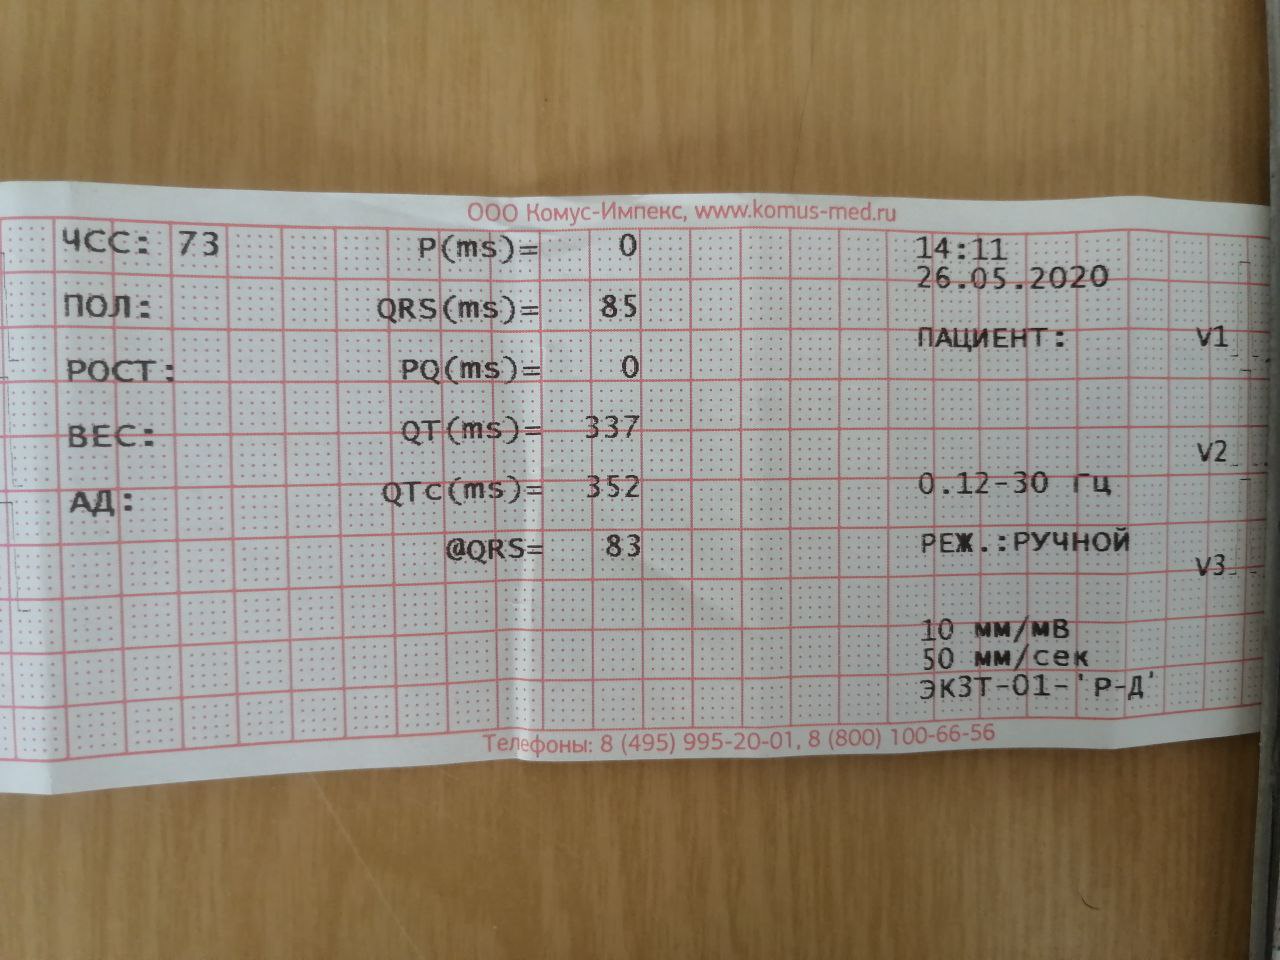 ООО Комус-Импекс, www.komus-med.ru
ЧСС: 73
ПОЛ:
РОСТ:
ВЕС:
АД:
P(ms)= 0
QRS(ms)= 85
PQ(ms)= 0
QT(ms)= 337
QTc(ms)= 352
@QRS= 83
14:11
26.05.2020
ПАЦИЕНТ:
0.12-30 Гц
РЕЖ.:РУЧНОЙ
10 мм/мВ
50 мм/сек
ЭК3Т-01-'Р-Д'
V1
V2
V3
Телефоны: 8 (495) 995-20-01, 8 (800) 100-66-56